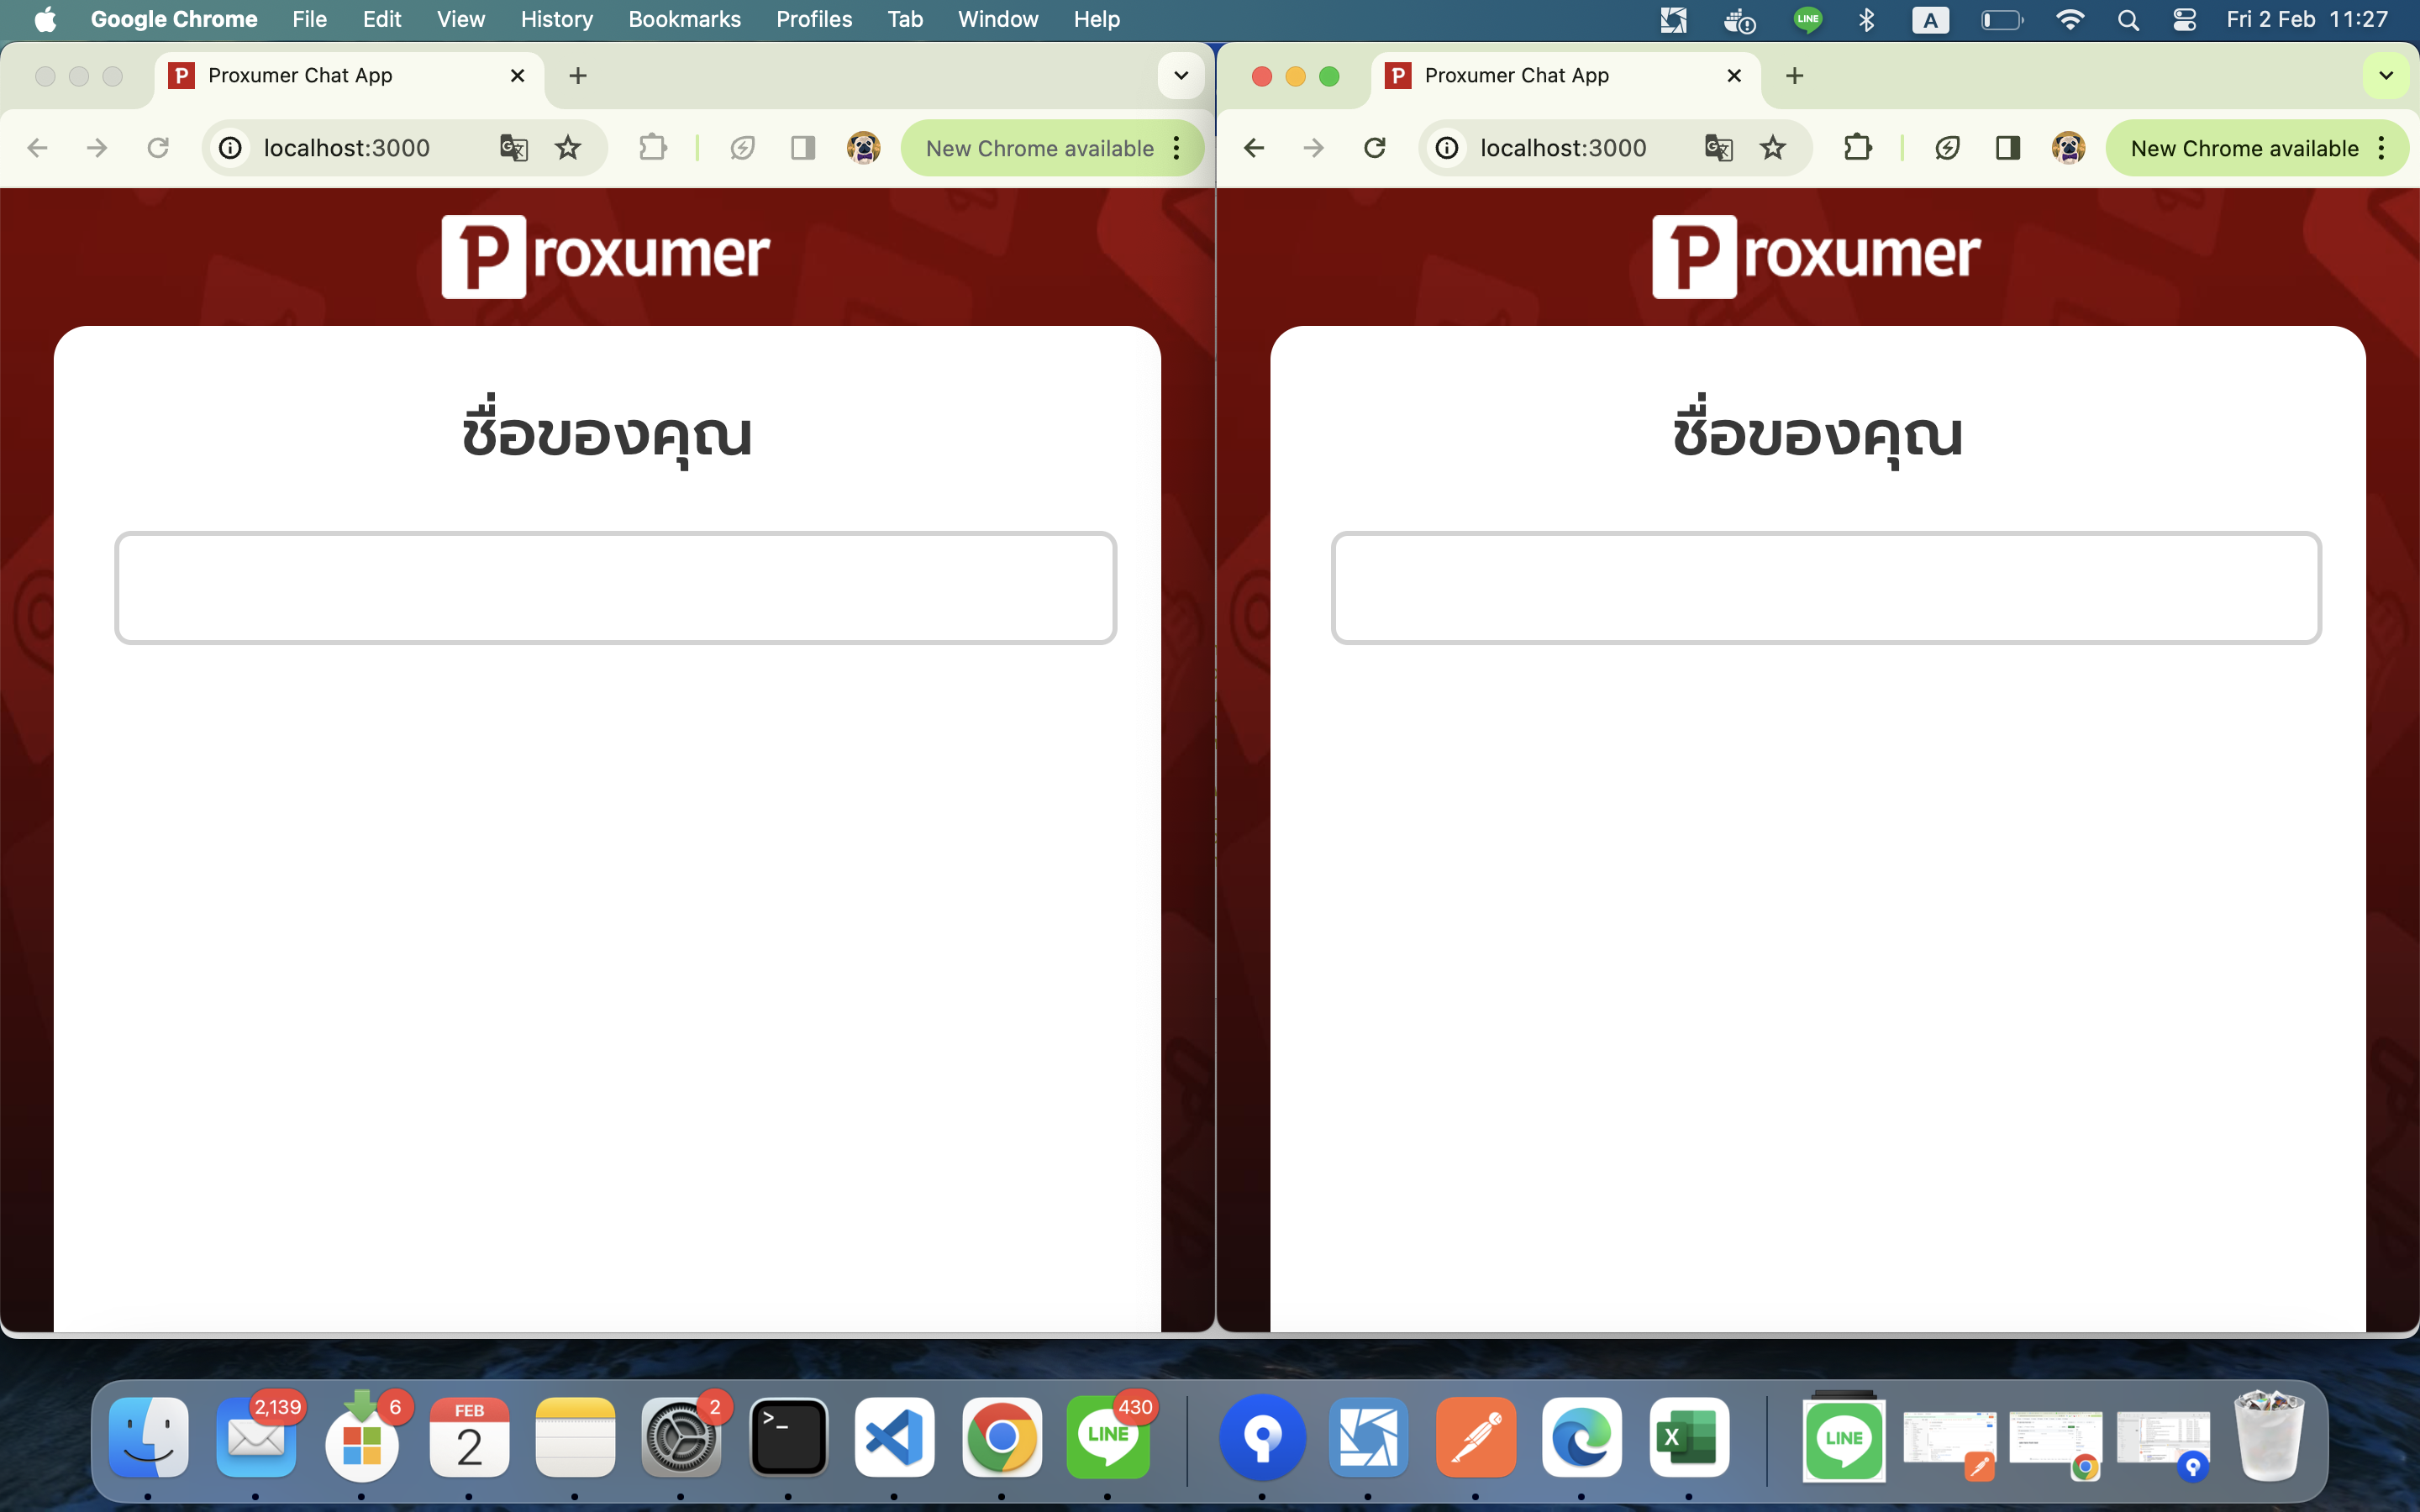 Google Chrome File Edit View History Bookmarks Profiles Tab Window Help LINE A Fri 2 Feb 11:27
P Proxumer Chat App
localhost:3000 New Chrome available
Proxumer
ชื่อของคุณ
P Proxumer Chat App
localhost:3000 New Chrome available
Proxumer
ชื่อของคุณ
2,139 6 FEB 2 2 >_ LINE 430 X LINE